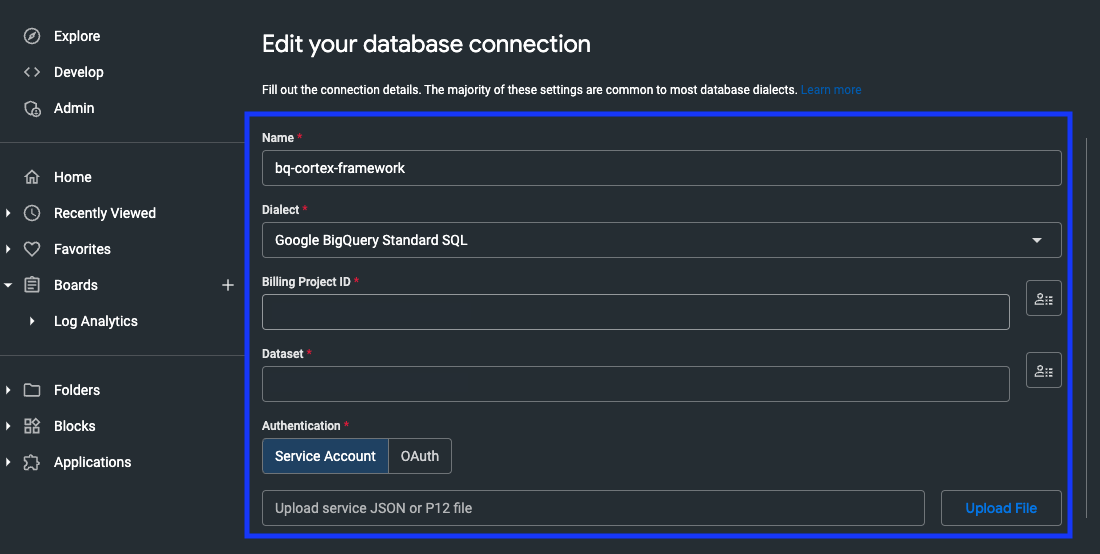 Explore
Develop
Admin
Home
Recently Viewed
Favorites
Boards
Log Analytics
Folders
Blocks
Applications
Edit your database connection
Fill out the connection details. The majority of these settings are common to most database dialects. Learn more
Name *
bq-cortex-framework
Dialect *
Google BigQuery Standard SQL
Billing Project ID *
Dataset *
Authentication *
Service Account OAuth
Upload service JSON or P12 file Upload File